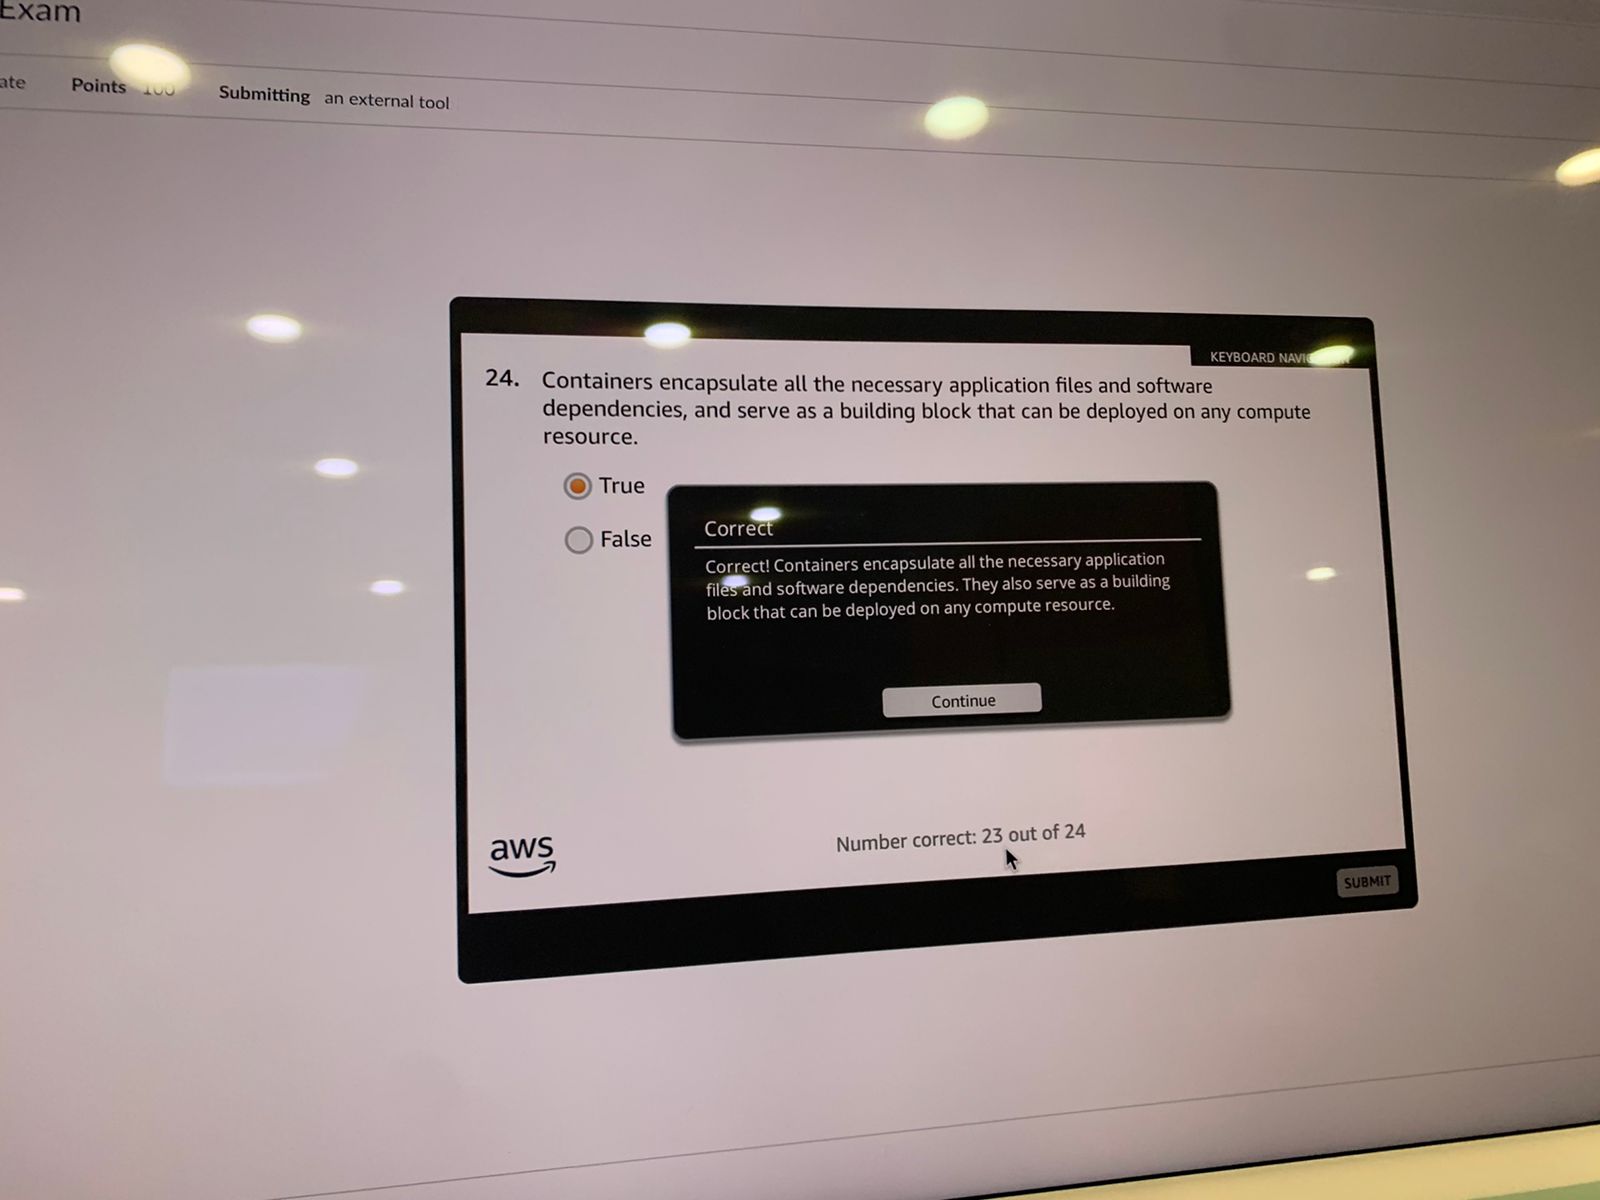 Exam
ate Points 100 Submitting an external tool
KEYBOARD
24. Containers encapsulate all the necessary application files and software
dependencies, and serve as a building block that can be deployed on any compute
resource.
True
False
Correct
Correct! Containers encapsulate all the necessary application
files and software dependencies. They also serve as a building
block that can be deployed on any compute resource.
Continue
Number correct: 23 out of 24
aws
SUBMIT